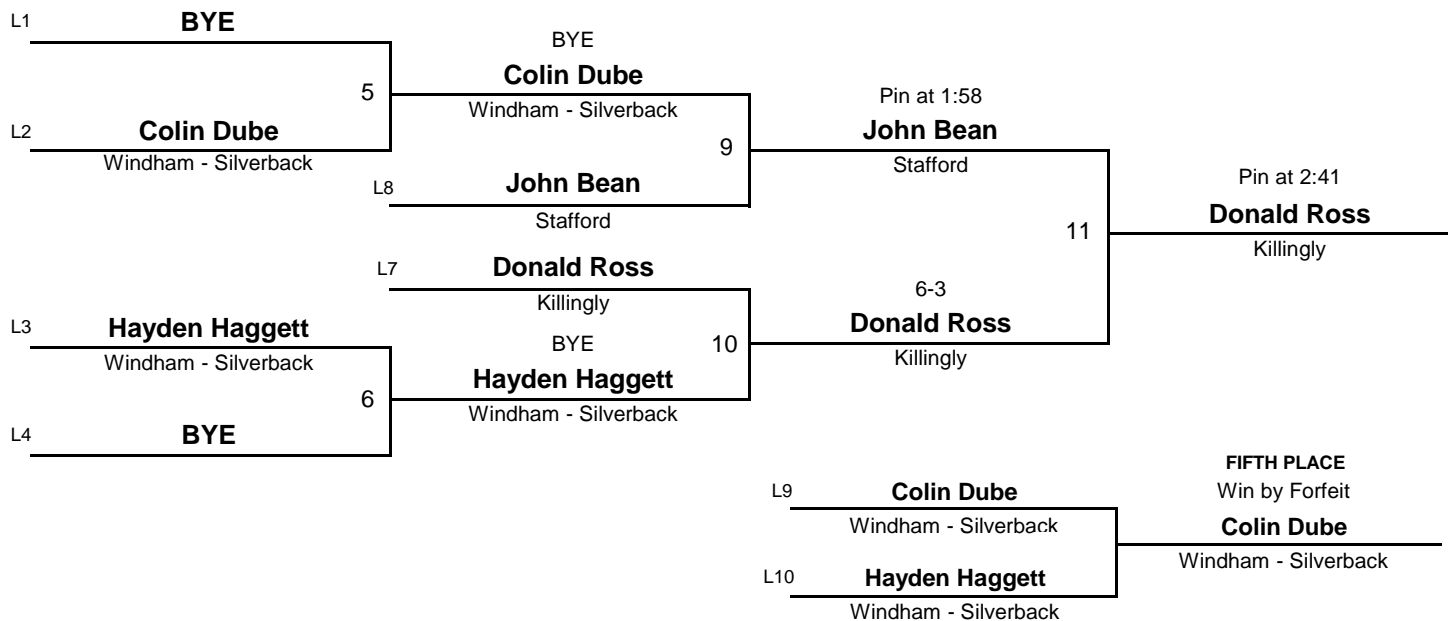 L1 BYE
5
L2 Colin Dube
Windham - Silverback
BYE
Colin Dube
Windham - Silverback
9
L8 John Bean
Stafford
Pin at 1:58
John Bean
Stafford
L7 Donald Ross
Killingly
L3 Hayden Haggett
Windham - Silverback
6
L4 BYE
BYE
Hayden Haggett
Windham - Silverback
10
6-3
Donald Ross
Killingly
11
Pin at 2:41
Donald Ross
Killingly
L9 Colin Dube
Windham - Silverback
L10 Hayden Haggett
Windham - Silverback
FIFTH PLACE
Win by Forfeit
Colin Dube
Windham - Silverback